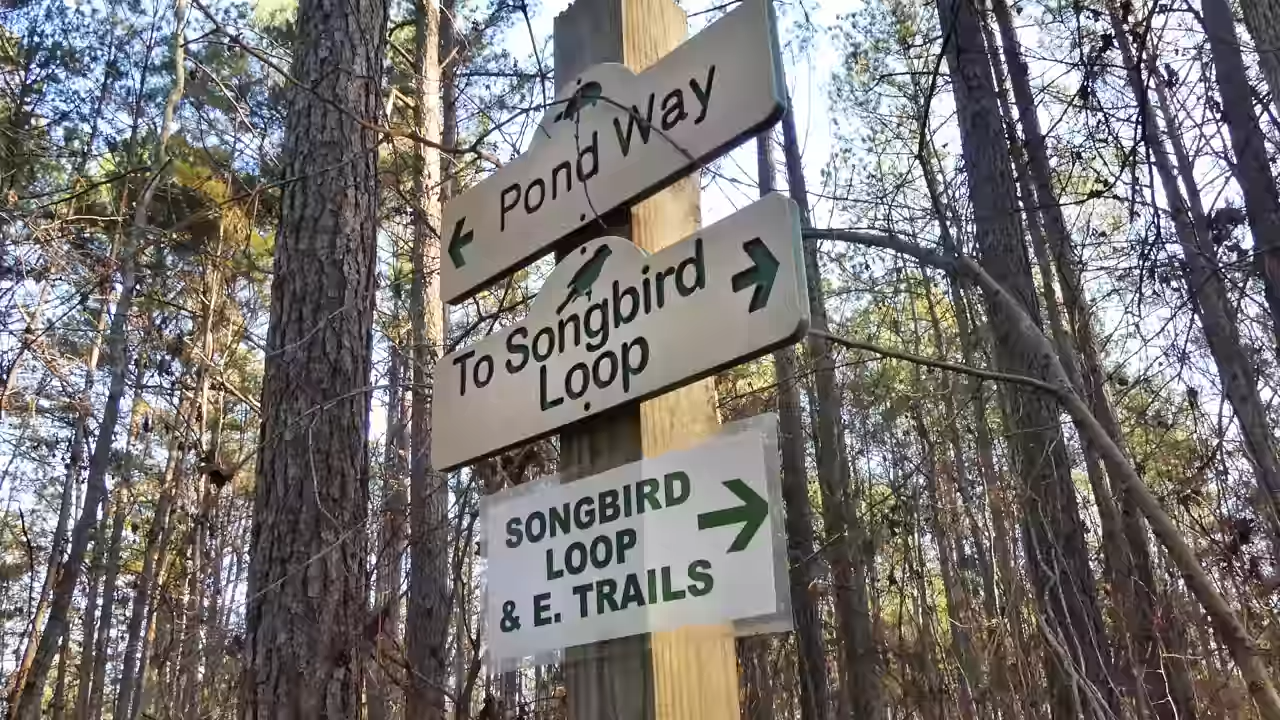 Pond Way
To Songbird
Loop
SONGBIRD
LOOP
& E. TRAILS